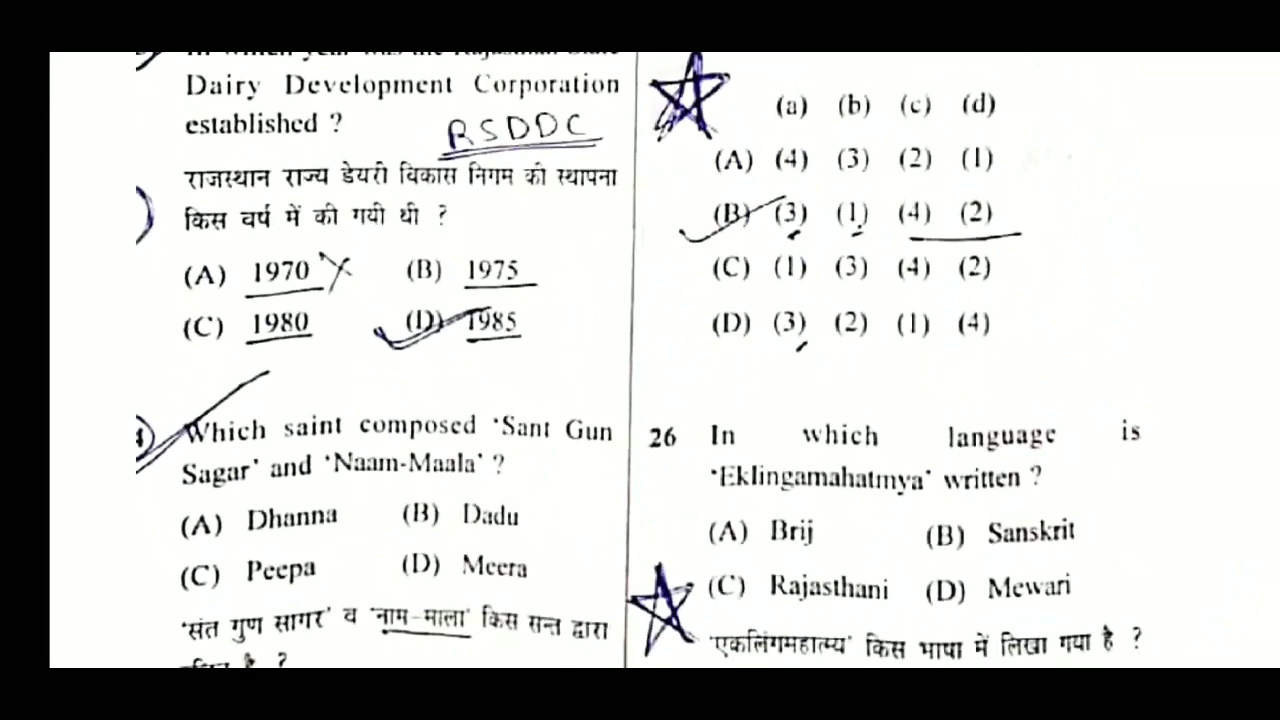 Dairy Development Corporation
established ?
RSDDC
राजस्थान राज्य डेयरी विकास निगम की स्थापना
किस वर्ष में की गयी थी ?
(A) 1970 (B) 1975
(C) 1980 (D) 1985
Which saint composed 'Sant Gun
Sagar' and 'Naam-Maala' ?
(A) Dhanna (B) Dadu
(C) Peepa (D) Meera
'संत गुण सागर' व 'नाम-माला' किस सन्त द्वारा
(a) (b) (c) (d)
(A) (4) (3) (2) (1)
(B) (3) (1) (4) (2)
(C) (1) (3) (4) (2)
(D) (3) (2) (1) (4)
26 In which language is
'Eklingamahatmya' written ?
(A) Brij (B) Sanskrit
(C) Rajasthani (D) Mewari
'एकलिंगमहात्म्य' किस भाषा में लिखा गया है ?